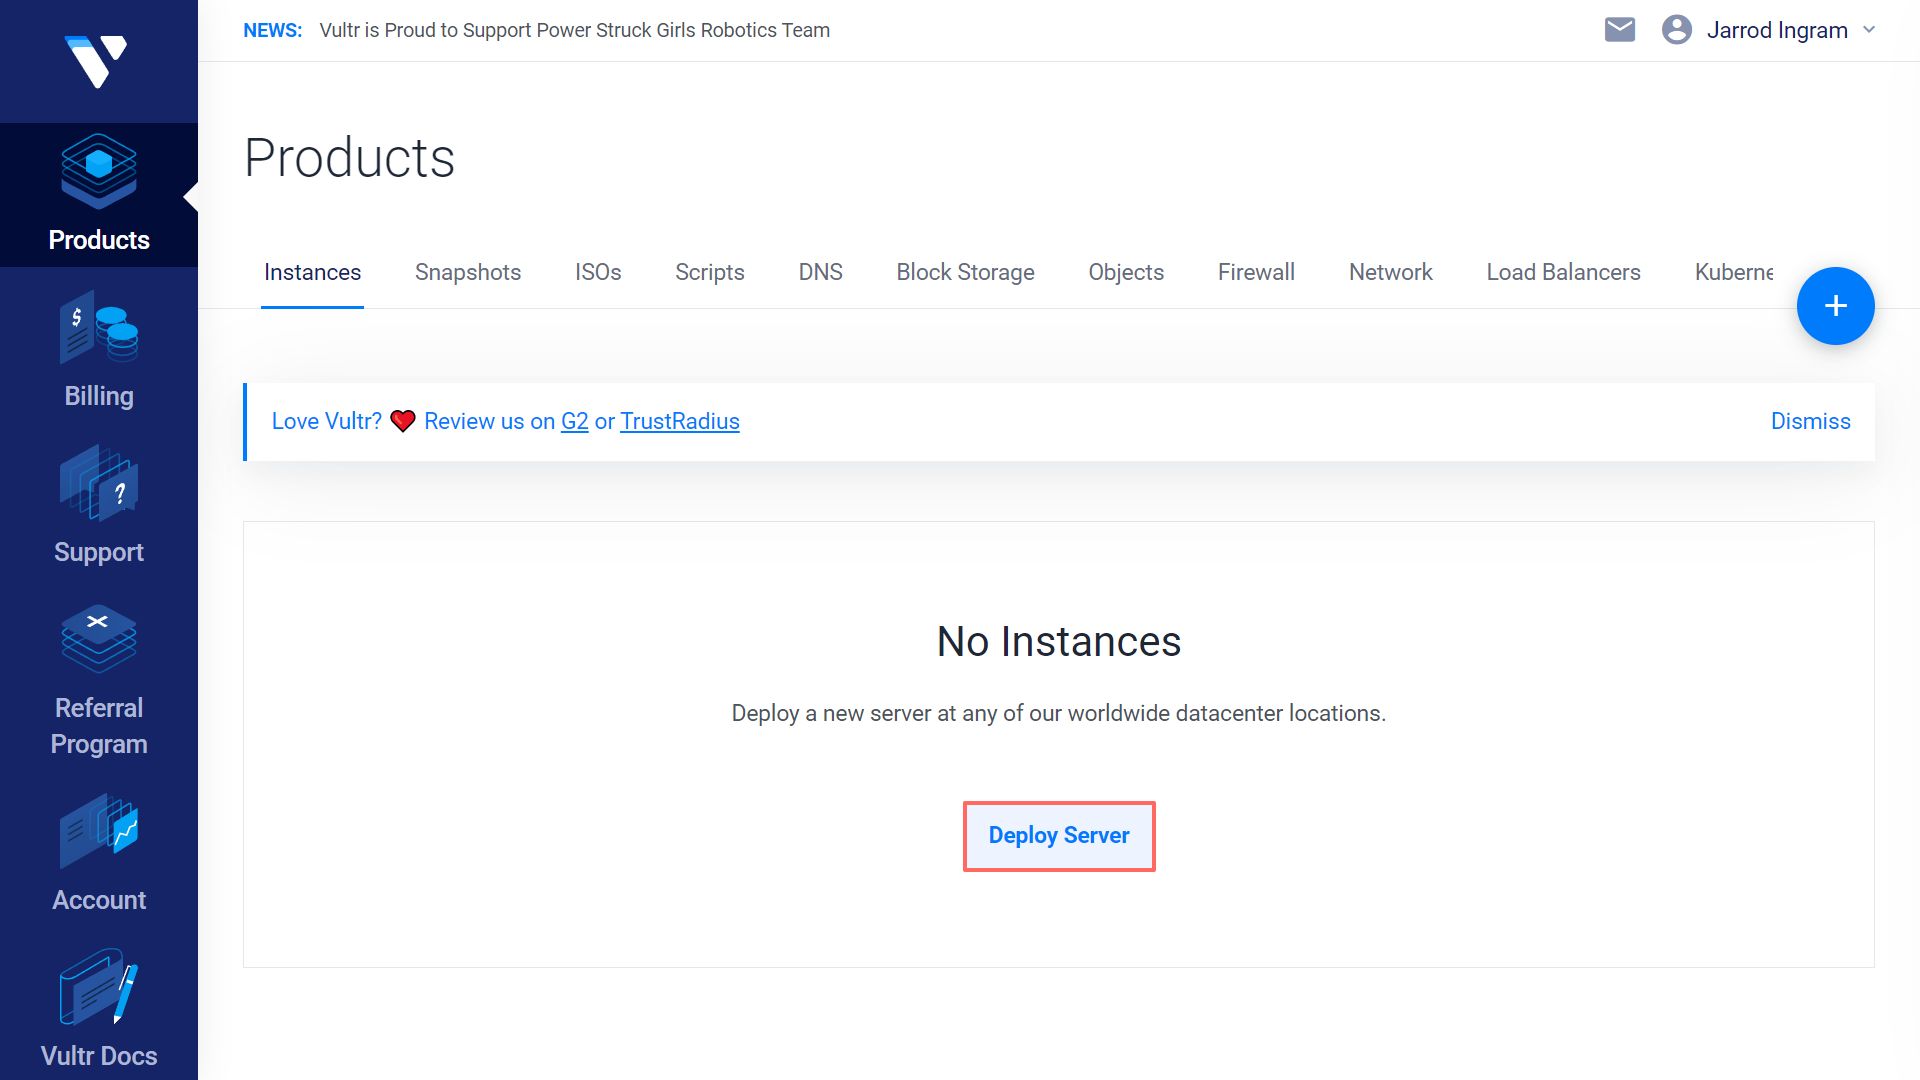 NEWS: Vultr is Proud to Support Power Struck Girls Robotics Team
Jarrod Ingram
Products
Billing
Support
Referral
Program
Account
Vultr Docs
Products
Instances Snapshots ISOs Scripts DNS Block Storage Objects Firewall Network Load Balancers Kuberne
+
Love Vultr? ❤️ Review us on G2 or TrustRadius
Dismiss
No Instances
Deploy a new server at any of our worldwide datacenter locations.
Deploy Server